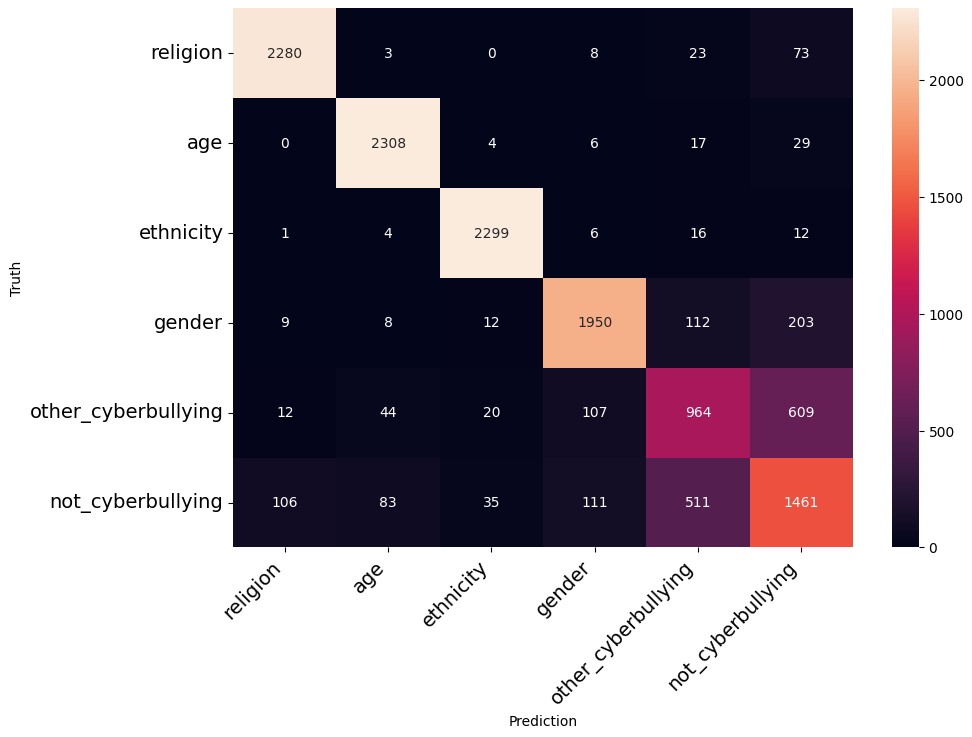 religion 2280 3 0 8 23 73
age 0 2308 4 6 17 29
ethnicity 1 4 2299 6 16 12
gender 9 8 12 1950 112 203
other_cyberbullying 12 44 20 107 964 609
not_cyberbullying 106 83 35 111 511 1461
Truth
religion age ethnicity gender other_cyberbullying not_cyberbullying
Prediction
2000
1500
1000
500
0